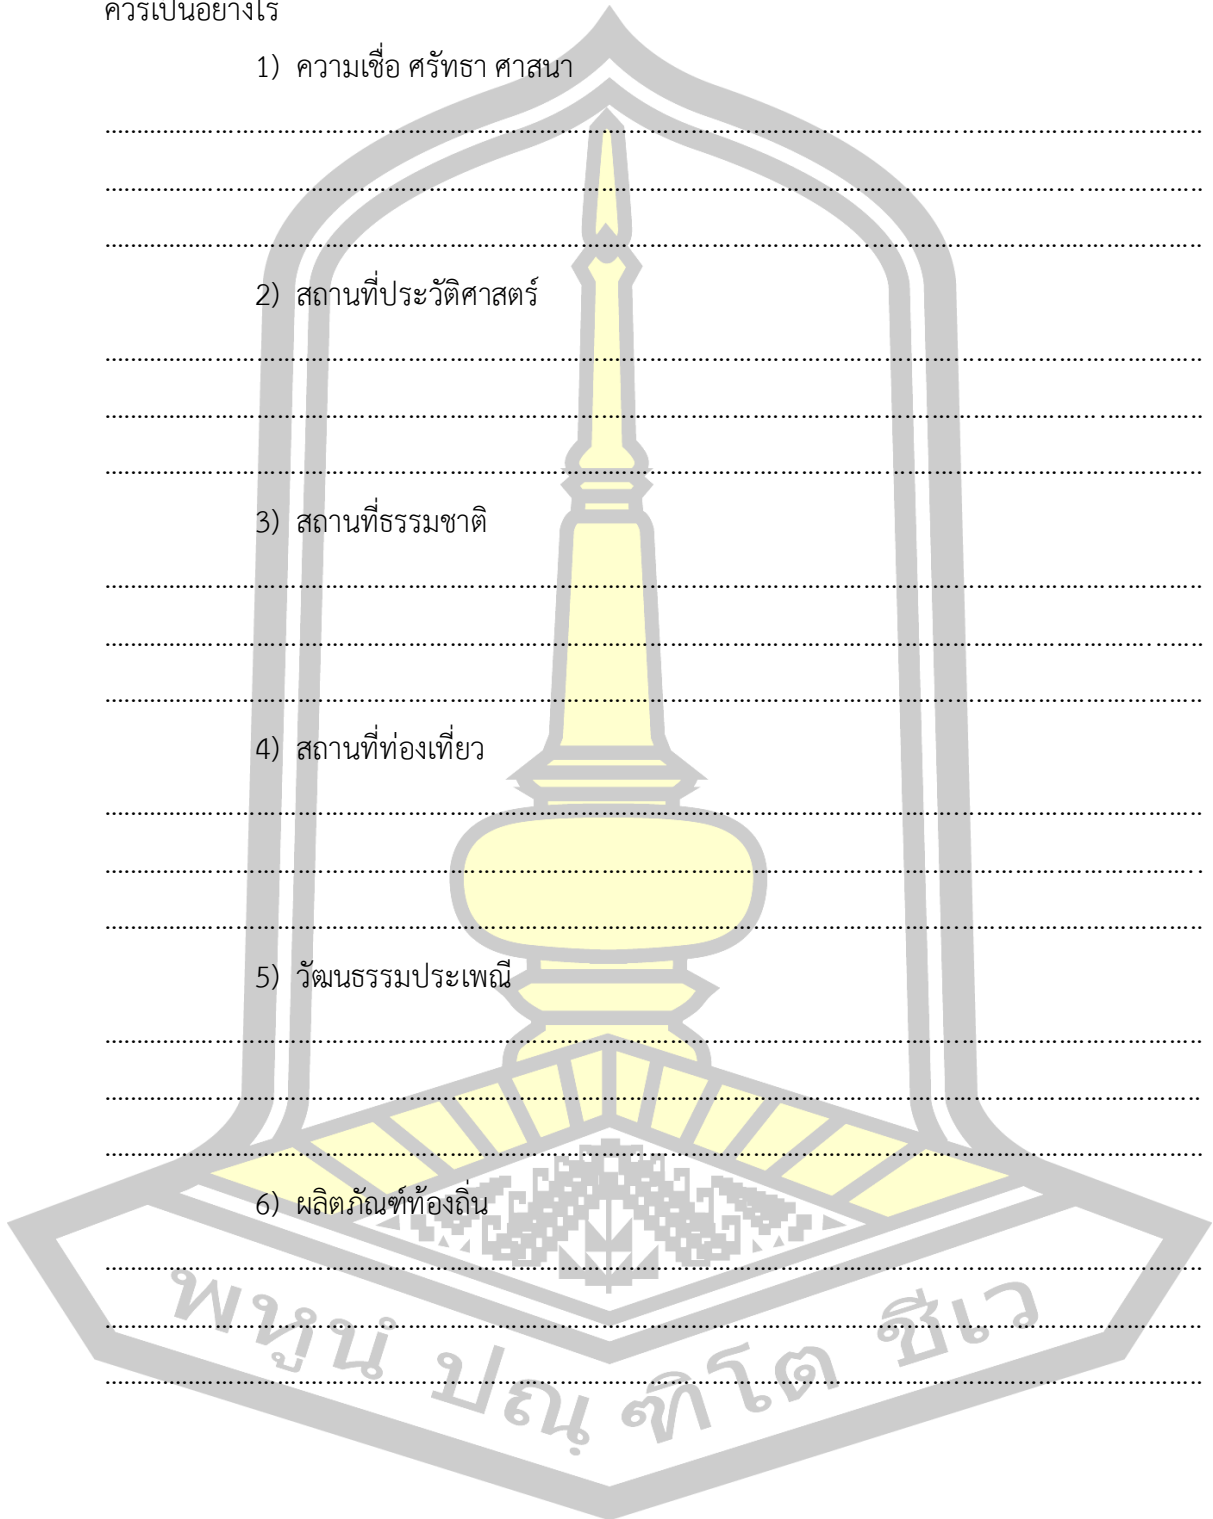 ควรเป็นอย่างไร
1) ความเชื่อ ศรัทธา ศาสนา
................................................................................
................................................................................
................................................................................
2) สถานที่ประวัติศาสตร์
................................................................................
................................................................................
................................................................................
3) สถานที่ธรรมชาติ
................................................................................
................................................................................
................................................................................
4) สถานที่ท่องเที่ยว
................................................................................
................................................................................
................................................................................
5) วัฒนธรรมประเพณี
................................................................................
................................................................................
................................................................................
6) ผลิตภัณฑ์ท้องถิ่น
................................................................................
................................................................................
................................................................................
พหูนํ ปณฺฑิโต ชีเว